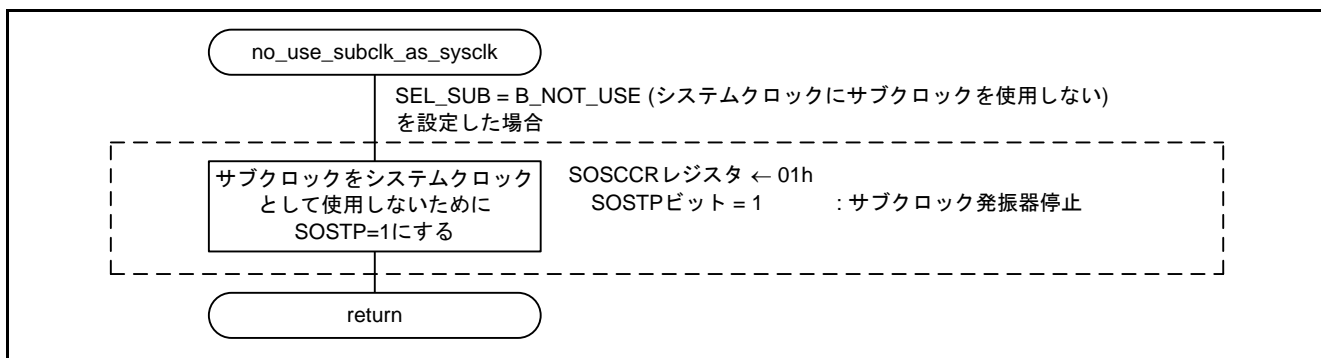 no_use_subclk_as_sysclk
SEL_SUB = B_NOT_USE (システムクロックにサブクロックを使用しない)
を設定した場合
サブクロックをシステムクロック
として使用しないために
SOSTP=1にする
SOSCCRレジスタ ← 01h
SOSTPビット = 1 : サブクロック発振器停止
return